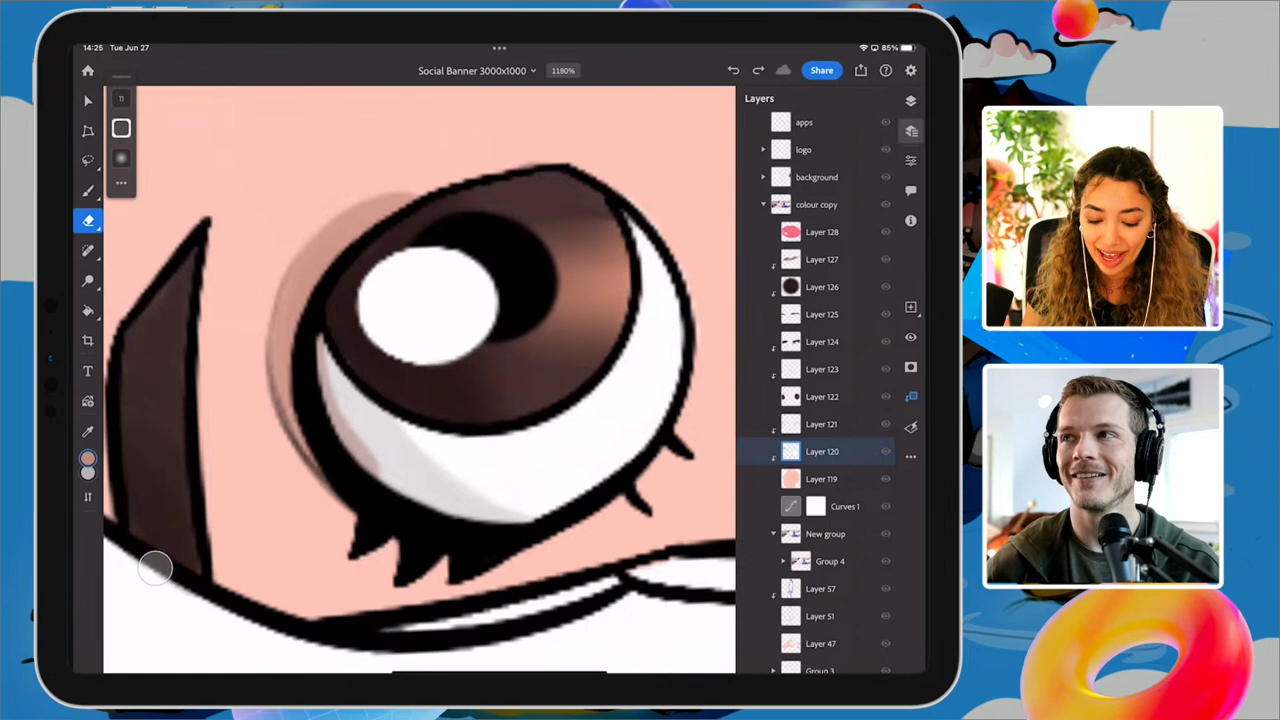 14:25 Tue Jun 27
85%
Social Banner 3000x1000
1180%
Share
11
Layers
apps
logo
background
colour copy
Layer 128
Layer 127
Layer 126
Layer 125
Layer 124
Layer 123
Layer 122
Layer 121
Layer 120
Layer 119
Curves 1
New group
Group 4
Layer 57
Layer 51
Layer 47
Group 3